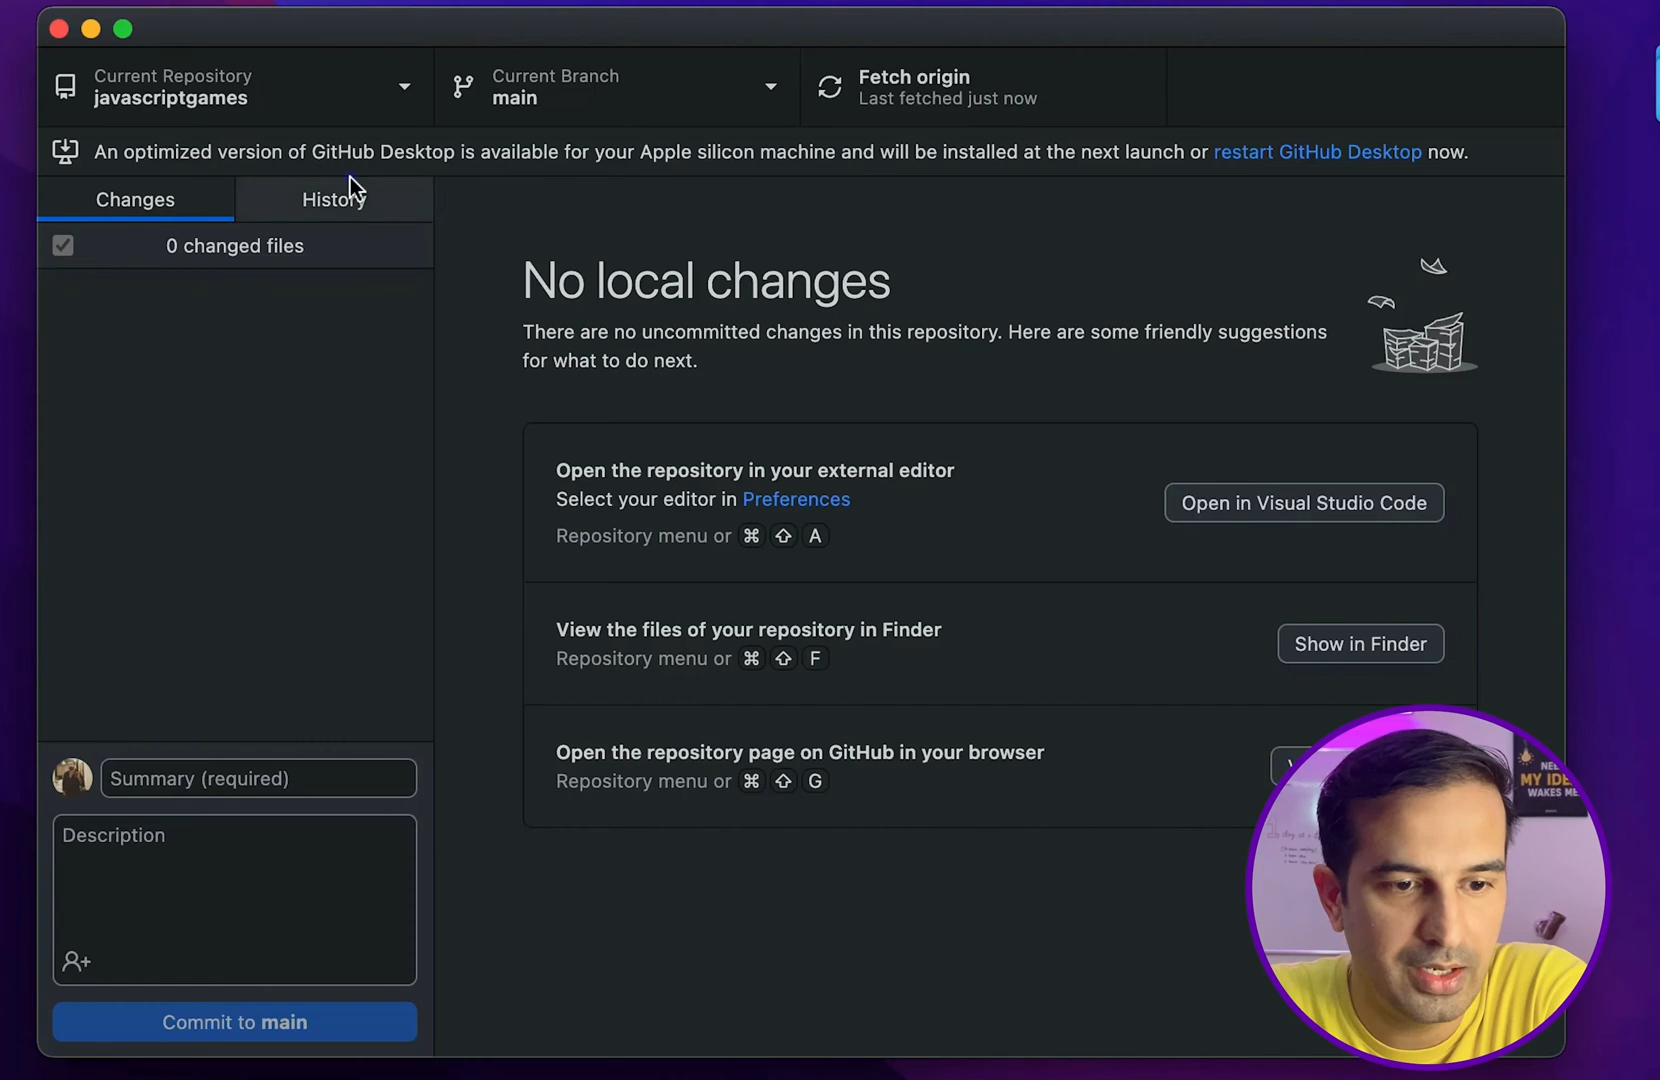 Current Repository
javascriptgames
Current Branch
main
Fetch origin
Last fetched just now
An optimized version of GitHub Desktop is available for your Apple silicon machine and will be installed at the next launch or restart GitHub Desktop now.
Changes
History
0 changed files
No local changes
There are no uncommitted changes in this repository. Here are some friendly suggestions
for what to do next.
Open the repository in your external editor
Select your editor in Preferences
Repository menu or ⌘ ⇧ A
Open in Visual Studio Code
View the files of your repository in Finder
Repository menu or ⌘ ⇧ F
Show in Finder
Open the repository page on GitHub in your browser
Repository menu or ⌘ ⇧ G
Summary (required)
Description
Commit to main
MY IDE
WAKES ME